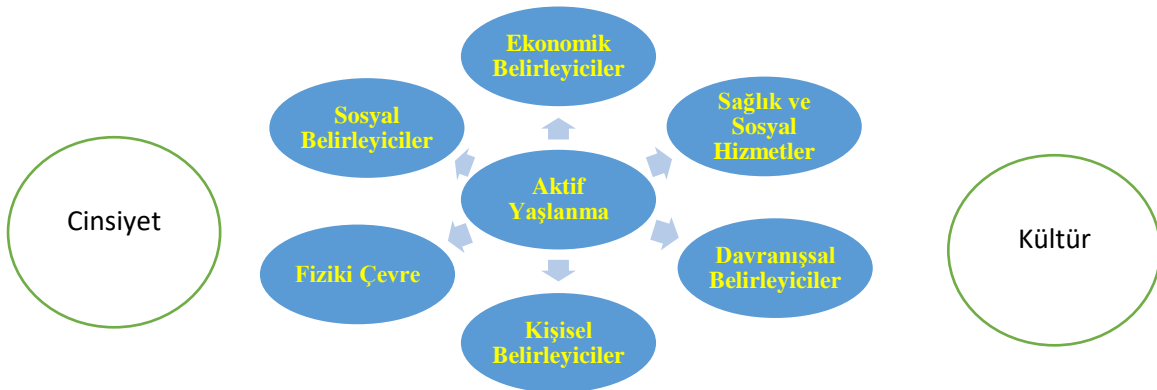 Ekonomik
Belirleyiciler
Sosyal
Belirleyiciler
Sağlık ve
Sosyal
Hizmetler
Cinsiyet
Aktif
Yaşlanma
Kültür
Fiziki Çevre
Davranışsal
Belirleyiciler
Kişisel
Belirleyiciler